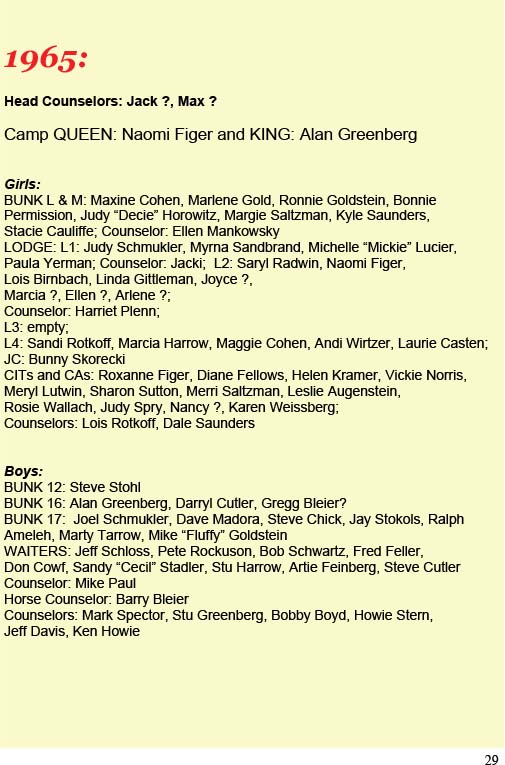 1965:
Head Counselors: Jack ?, Max ?
Camp QUEEN: Naomi Figer and KING: Alan Greenberg
Girls:
BUNK L & M: Maxine Cohen, Marlene Gold, Ronnie Goldstein, Bonnie
Permission, Judy “Decie” Horowitz, Margie Saltzman, Kyle Saunders,
Stacie Cauliffe; Counselor: Ellen Mankowsky
LODGE: L1: Judy Schmukler, Myrna Sandbrand, Michelle “Mickie” Lucier,
Paula Yerman; Counselor: Jacki; L2: Saryl Radwin, Naomi Figer,
Lois Birnbach, Linda Gittleman, Joyce ?,
Marcia ?, Ellen ?, Arlene ?;
Counselor: Harriet Plenn;
L3: empty;
L4: Sandi Rotkoff, Marcia Harrow, Maggie Cohen, Andi Wirtzer, Laurie Casten;
JC: Bunny Skorecki
CITs and CAs: Roxanne Figer, Diane Fellows, Helen Kramer, Vickie Norris,
Meryl Lutwin, Sharon Sutton, Merri Saltzman, Leslie Augenstein,
Rosie Wallach, Judy Spry, Nancy ?, Karen Weissberg;
Counselors: Lois Rotkoff, Dale Saunders
Boys:
BUNK 12: Steve Stohl
BUNK 16: Alan Greenberg, Darryl Cutler, Gregg Bleier?
BUNK 17: Joel Schmukler, Dave Madora, Steve Chick, Jay Stokols, Ralph
Ameleh, Marty Tarrow, Mike “Fluffy” Goldstein
WAITERS: Jeff Schloss, Pete Rockuson, Bob Schwartz, Fred Feller,
Don Cowf, Sandy “Cecil” Stadler, Stu Harrow, Artie Feinberg, Steve Cutler
Counselor: Mike Paul
Horse Counselor: Barry Bleier
Counselors: Mark Spector, Stu Greenberg, Bobby Boyd, Howie Stern,
Jeff Davis, Ken Howie
29